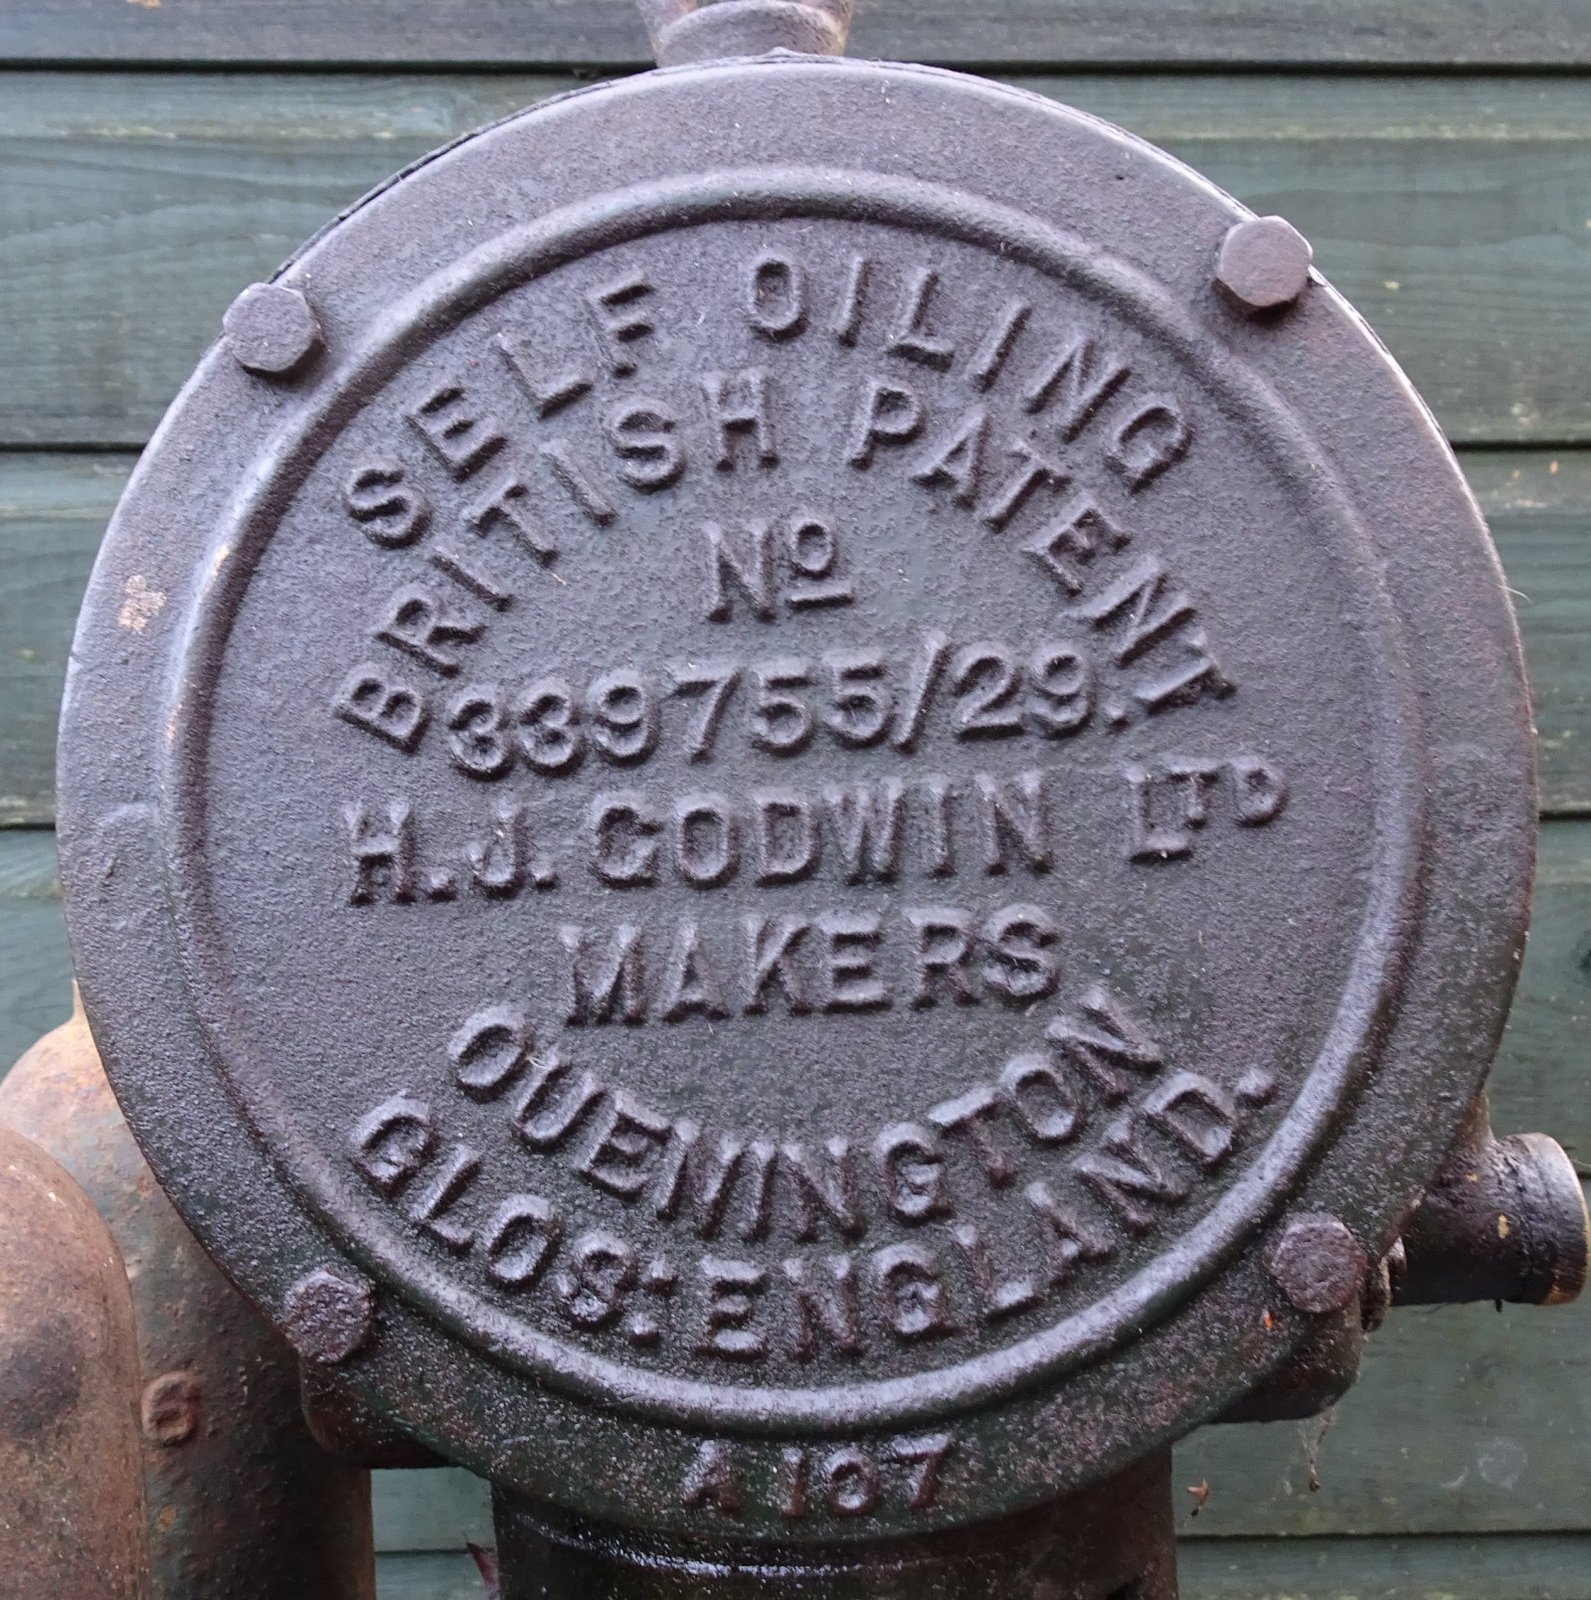 SELF OILING
BRITISH PATENT
No
339755/29.
H.J. GODWIN LTD
MAKERS
QUENINGTON
GLOS: ENGLAND.
A 137